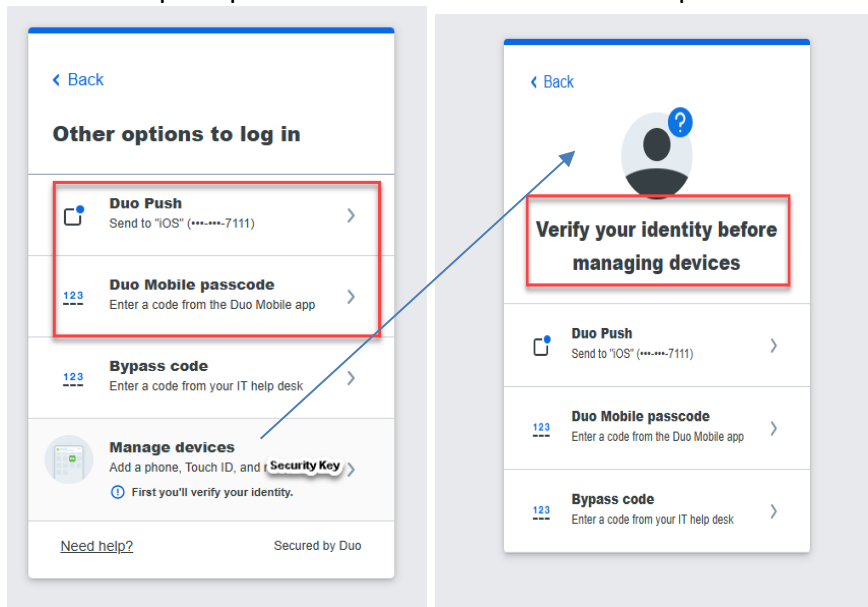 Back
Other options to log in
Duo Push
Send to "iOS" (•••-•••-7111)
Duo Mobile passcode
123
Enter a code from the Duo Mobile app
Bypass code
123
Enter a code from your IT help desk
Manage devices
Add a phone, Touch ID, and Security Key
First you'll verify your identity.
Need help?
Secured by Duo
Back
?
Verify your identity before
managing devices
Duo Push
Send to "iOS" (•••-•••-7111)
Duo Mobile passcode
123
Enter a code from the Duo Mobile app
Bypass code
123
Enter a code from your IT help desk